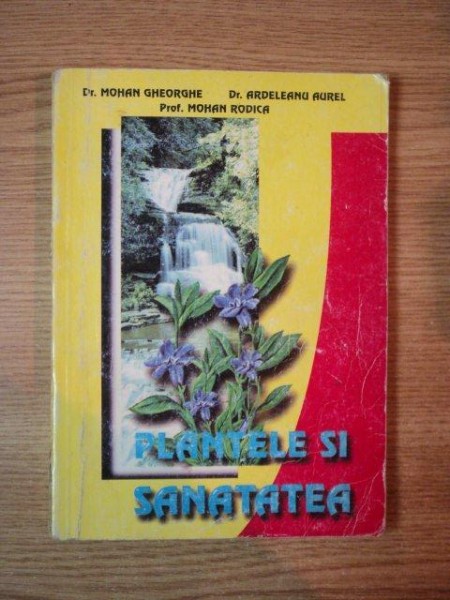 Dr. MOHAN GHEORGHE Dr. ARDELEANU AUREL
Prof. MOHAN RODICA
PLANTELE SI
SANATATEA